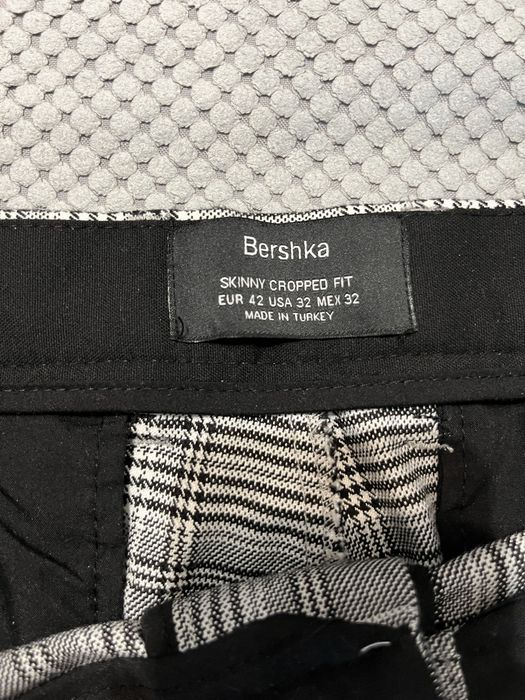 Bershka
SKINNY CROPPED FIT
EUR 42 USA 32 MEX 32
MADE IN TURKEY